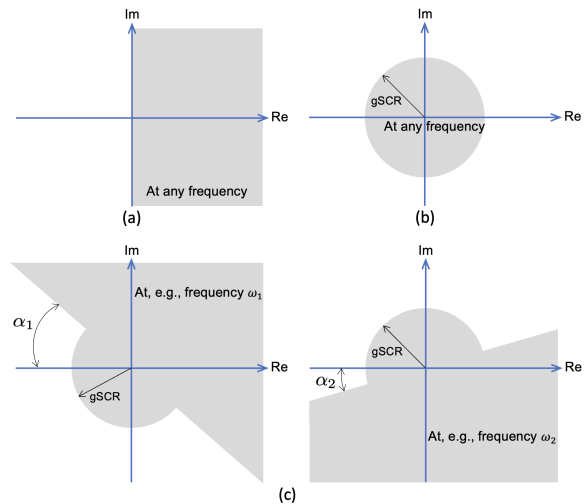 Im
Re
At any frequency
(a)
Im
gSCR
Re
At any frequency
(b)
Im
At, e.g., frequency ω₁
α₁
Re
gSCR
Im
gSCR
Re
α₂
At, e.g., frequency ω₂
(c)